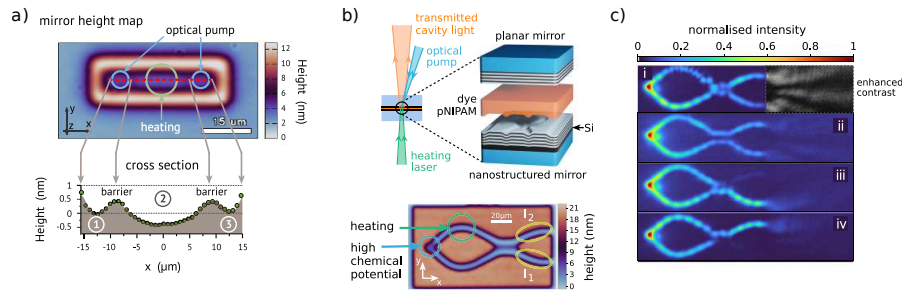 a)
mirror height map
optical pump
heating
y
z
x
15 μm
12
10
8
6
4
2
0
Height (nm)
cross section
barrier
barrier
1
2
3
Height (nm)
1
0.5
0
-0.5
-15
-10
-5
0
5
10
15
x (μm)
b)
transmitted
cavity light
optical
pump
heating
laser
planar mirror
dye
pNIPAM
Si
nanostructured mirror
heating
high
chemical
potential
20μm
I2
I1
y
x
21
18
15
12
9
6
3
0
height (nm)
c)
normalised intensity
0
0.2
0.4
0.6
0.8
1
i
enhanced
contrast
ii
iii
iv